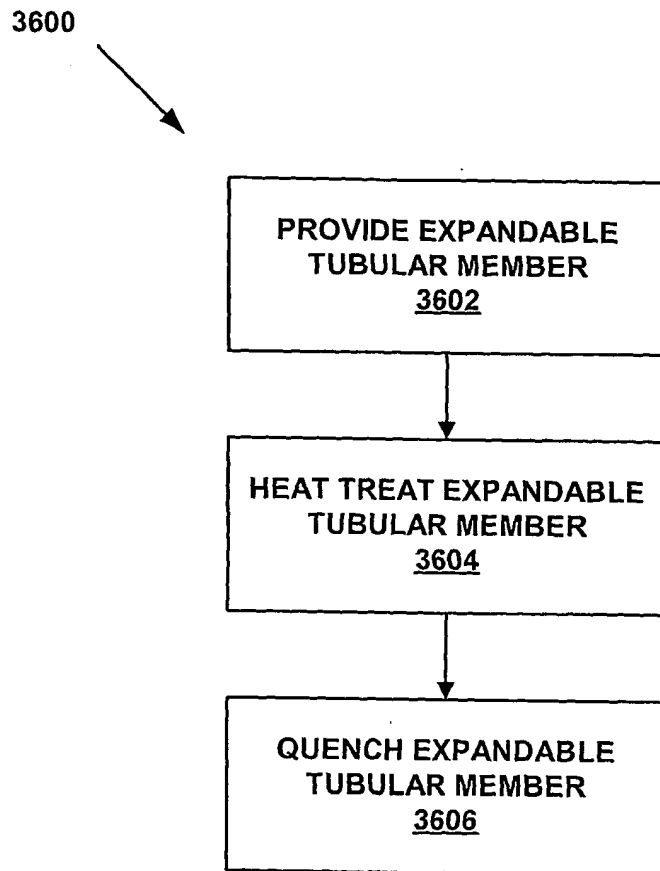 3600
PROVIDE EXPANDABLE
TUBULAR MEMBER
3602
HEAT TREAT EXPANDABLE
TUBULAR MEMBER
3604
QUENCH EXPANDABLE
TUBULAR MEMBER
3606